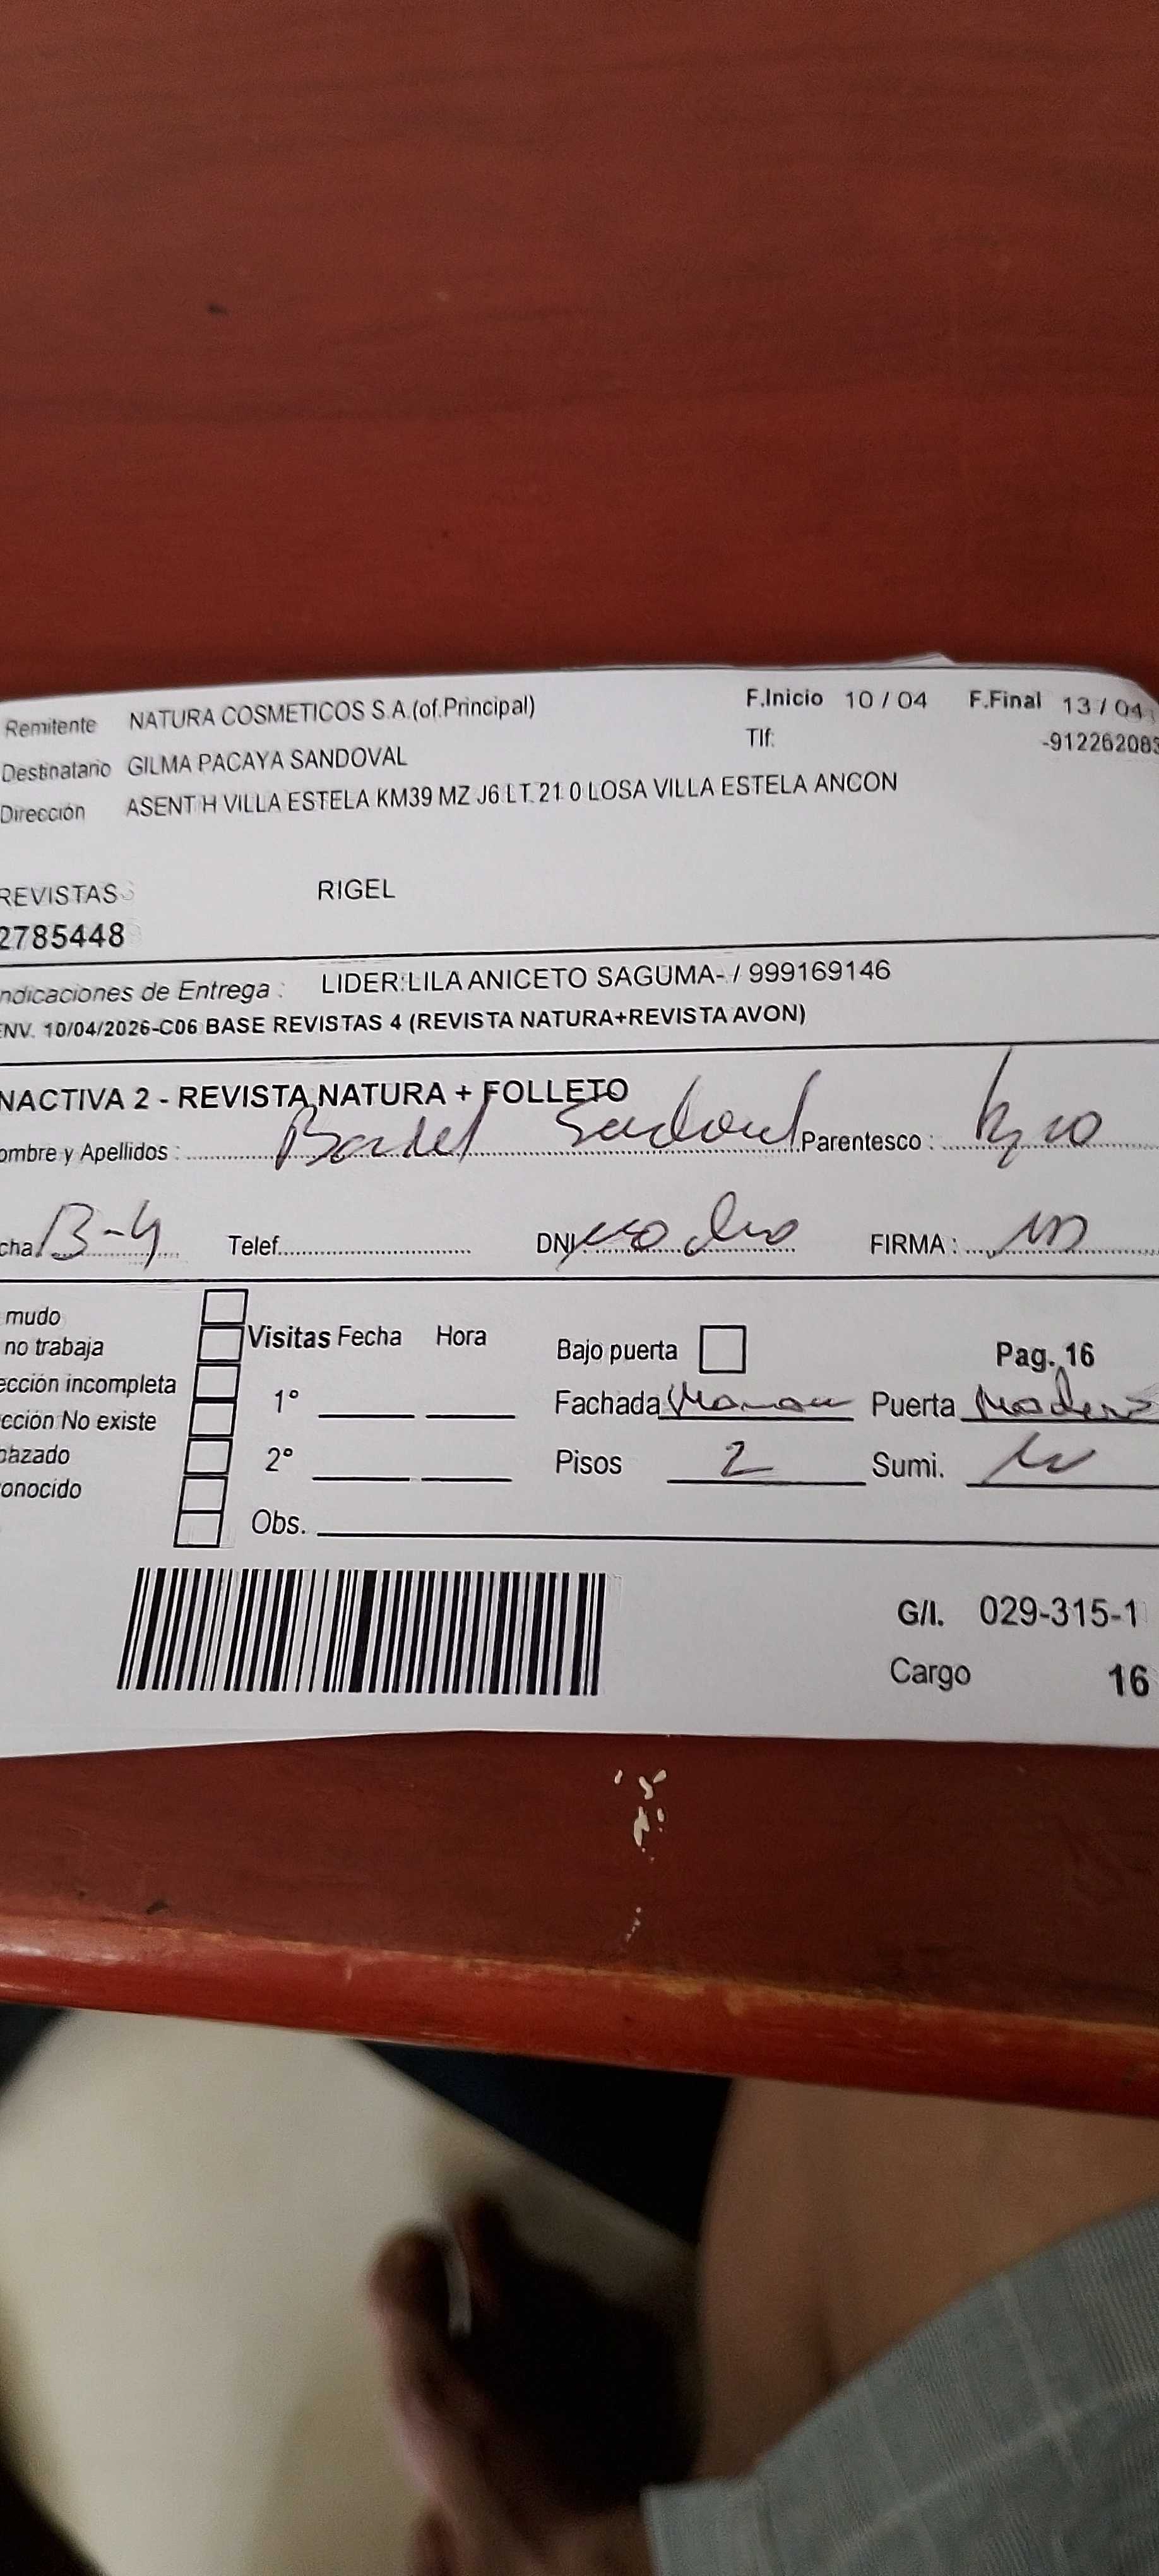 Remitente NATURA COSMETICOS S.A.(of.Principal) F.Inicio 10 / 04 F.Final 13 / 04
Destinatario GILMA PACAYA SANDOVAL Tlf: -912262083
Dirección ASENT H VILLA ESTELA KM39 MZ J6 LT 21 0 LOSA VILLA ESTELA ANCON
REVISTAS RIGEL
2785448
ndicaciones de Entrega : LIDER:LILA ANICETO SAGUMA- / 999169146
ENV. 10/04/2026-C06 BASE REVISTAS 4 (REVISTA NATURA+REVISTA AVON)
NACTIVA 2 - REVISTA NATURA + FOLLETO
ombre y Apellidos : Parentesco :
cha 13-4 Telef. DNI FIRMA :
mudo
no trabaja Visitas Fecha Hora Bajo puerta Pag. 16
ección incompleta 1° Fachada Puerta Madera
cción No existe
bazado 2° Pisos 2 Sumi.
onocido
Obs.
G/I. 029-315-1
Cargo 16